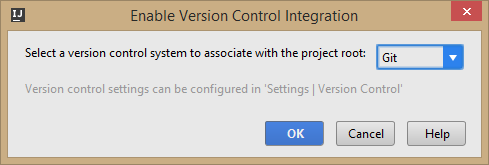 IJ
Enable Version Control Integration
Select a version control system to associate with the project root: Git
Version control settings can be configured in 'Settings | Version Control'
OK Cancel Help